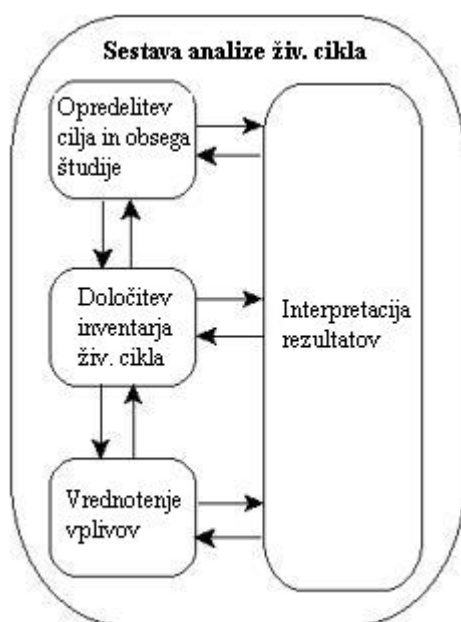 Sestava analize živ. cikla
Opredelitev
cilja in obsega
študije
Določitev
inventarja
živ. cikla
Vrednotenje
vplivov
Interpretacija
rezultatov